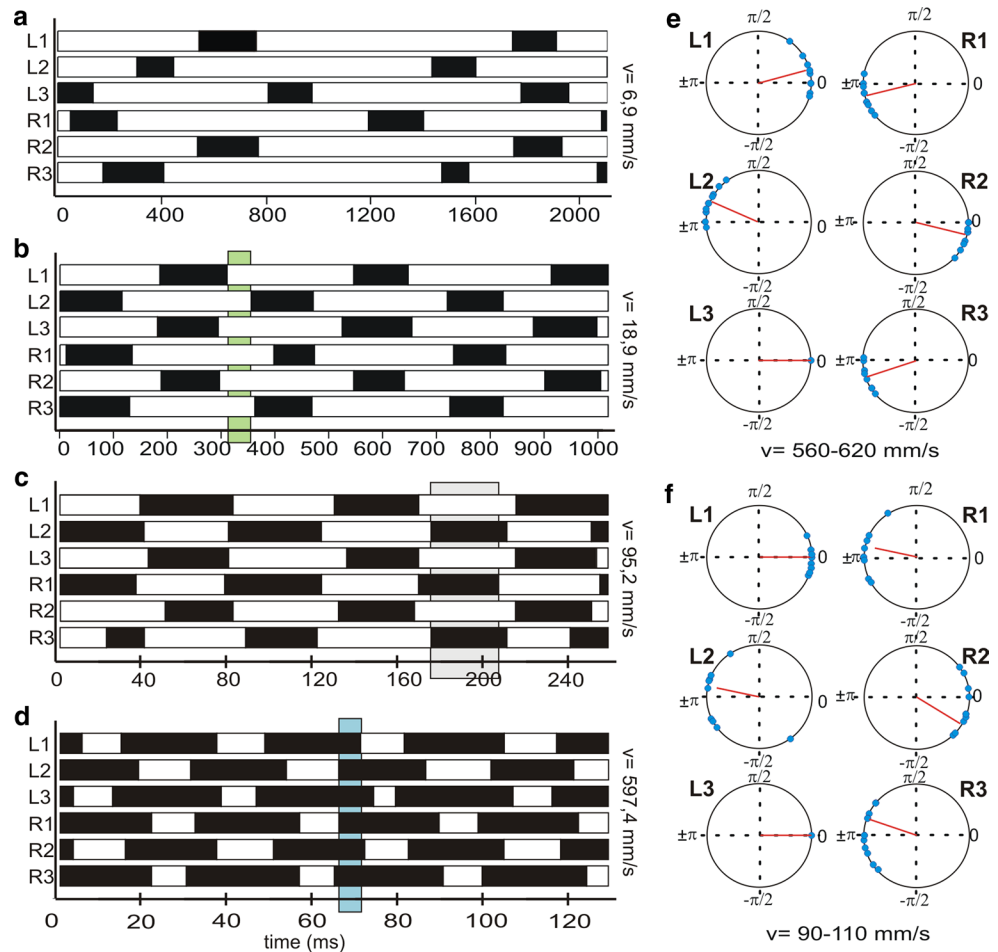 a
L1
L2
L3
R1
R2
R3
0 400 800 1200 1600 2000
v= 6,9 mm/s
b
L1
L2
L3
R1
R2
R3
0 100 200 300 400 500 600 700 800 900 1000
v= 18,9 mm/s
c
L1
L2
L3
R1
R2
R3
0 40 80 120 160 200 240
v= 95,2 mm/s
d
L1
L2
L3
R1
R2
R3
0 20 40 60 80 100 120
time (ms)
v= 597,4 mm/s
e
π/2 π/2
L1 R1
±π 0 ±π 0
-π/2 -π/2
π/2 π/2
L2 R2
±π 0 ±π 0
-π/2 -π/2
π/2 π/2
L3 R3
±π 0 ±π 0
-π/2 -π/2
v= 560-620 mm/s
f
π/2 π/2
L1 R1
±π 0 ±π 0
-π/2 -π/2
π/2 π/2
L2 R2
±π 0 ±π 0
-π/2 -π/2
π/2 π/2
L3 R3
±π 0 ±π 0
-π/2 -π/2
v= 90-110 mm/s